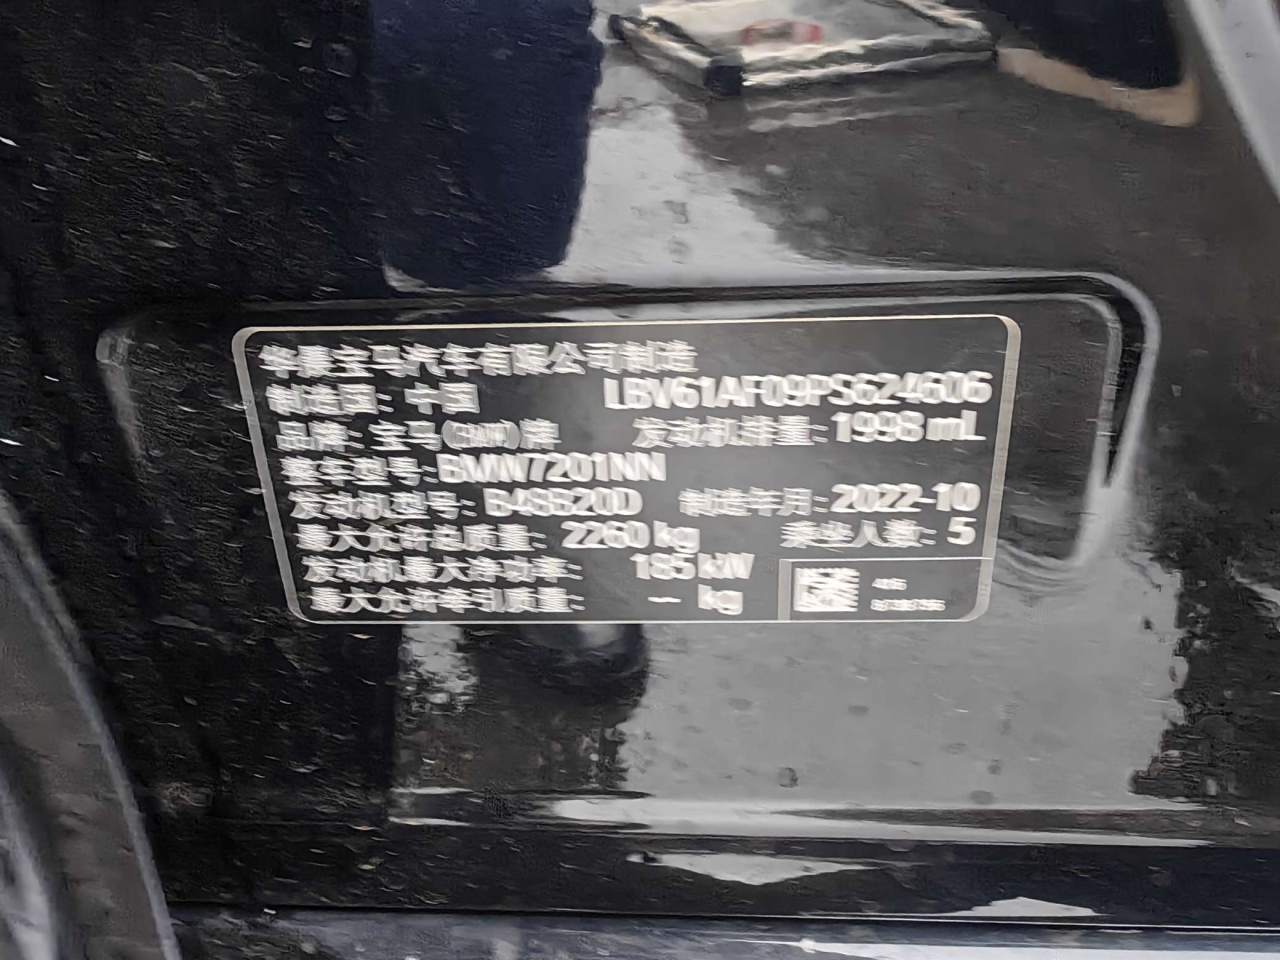 华晨宝马汽车有限公司制造
制造国: 中国 LBV61AF09PS624606
品牌: 宝马(BMW)牌 发动机排量: 1998 mL
整车型号: BMW7201NN
发动机型号: B48B20D 制造年月: 2022-10
最大允许总质量: 2260 kg 乘坐人数: 5
发动机最大净功率: 185 kW
最大允许牵引质量: -- kg